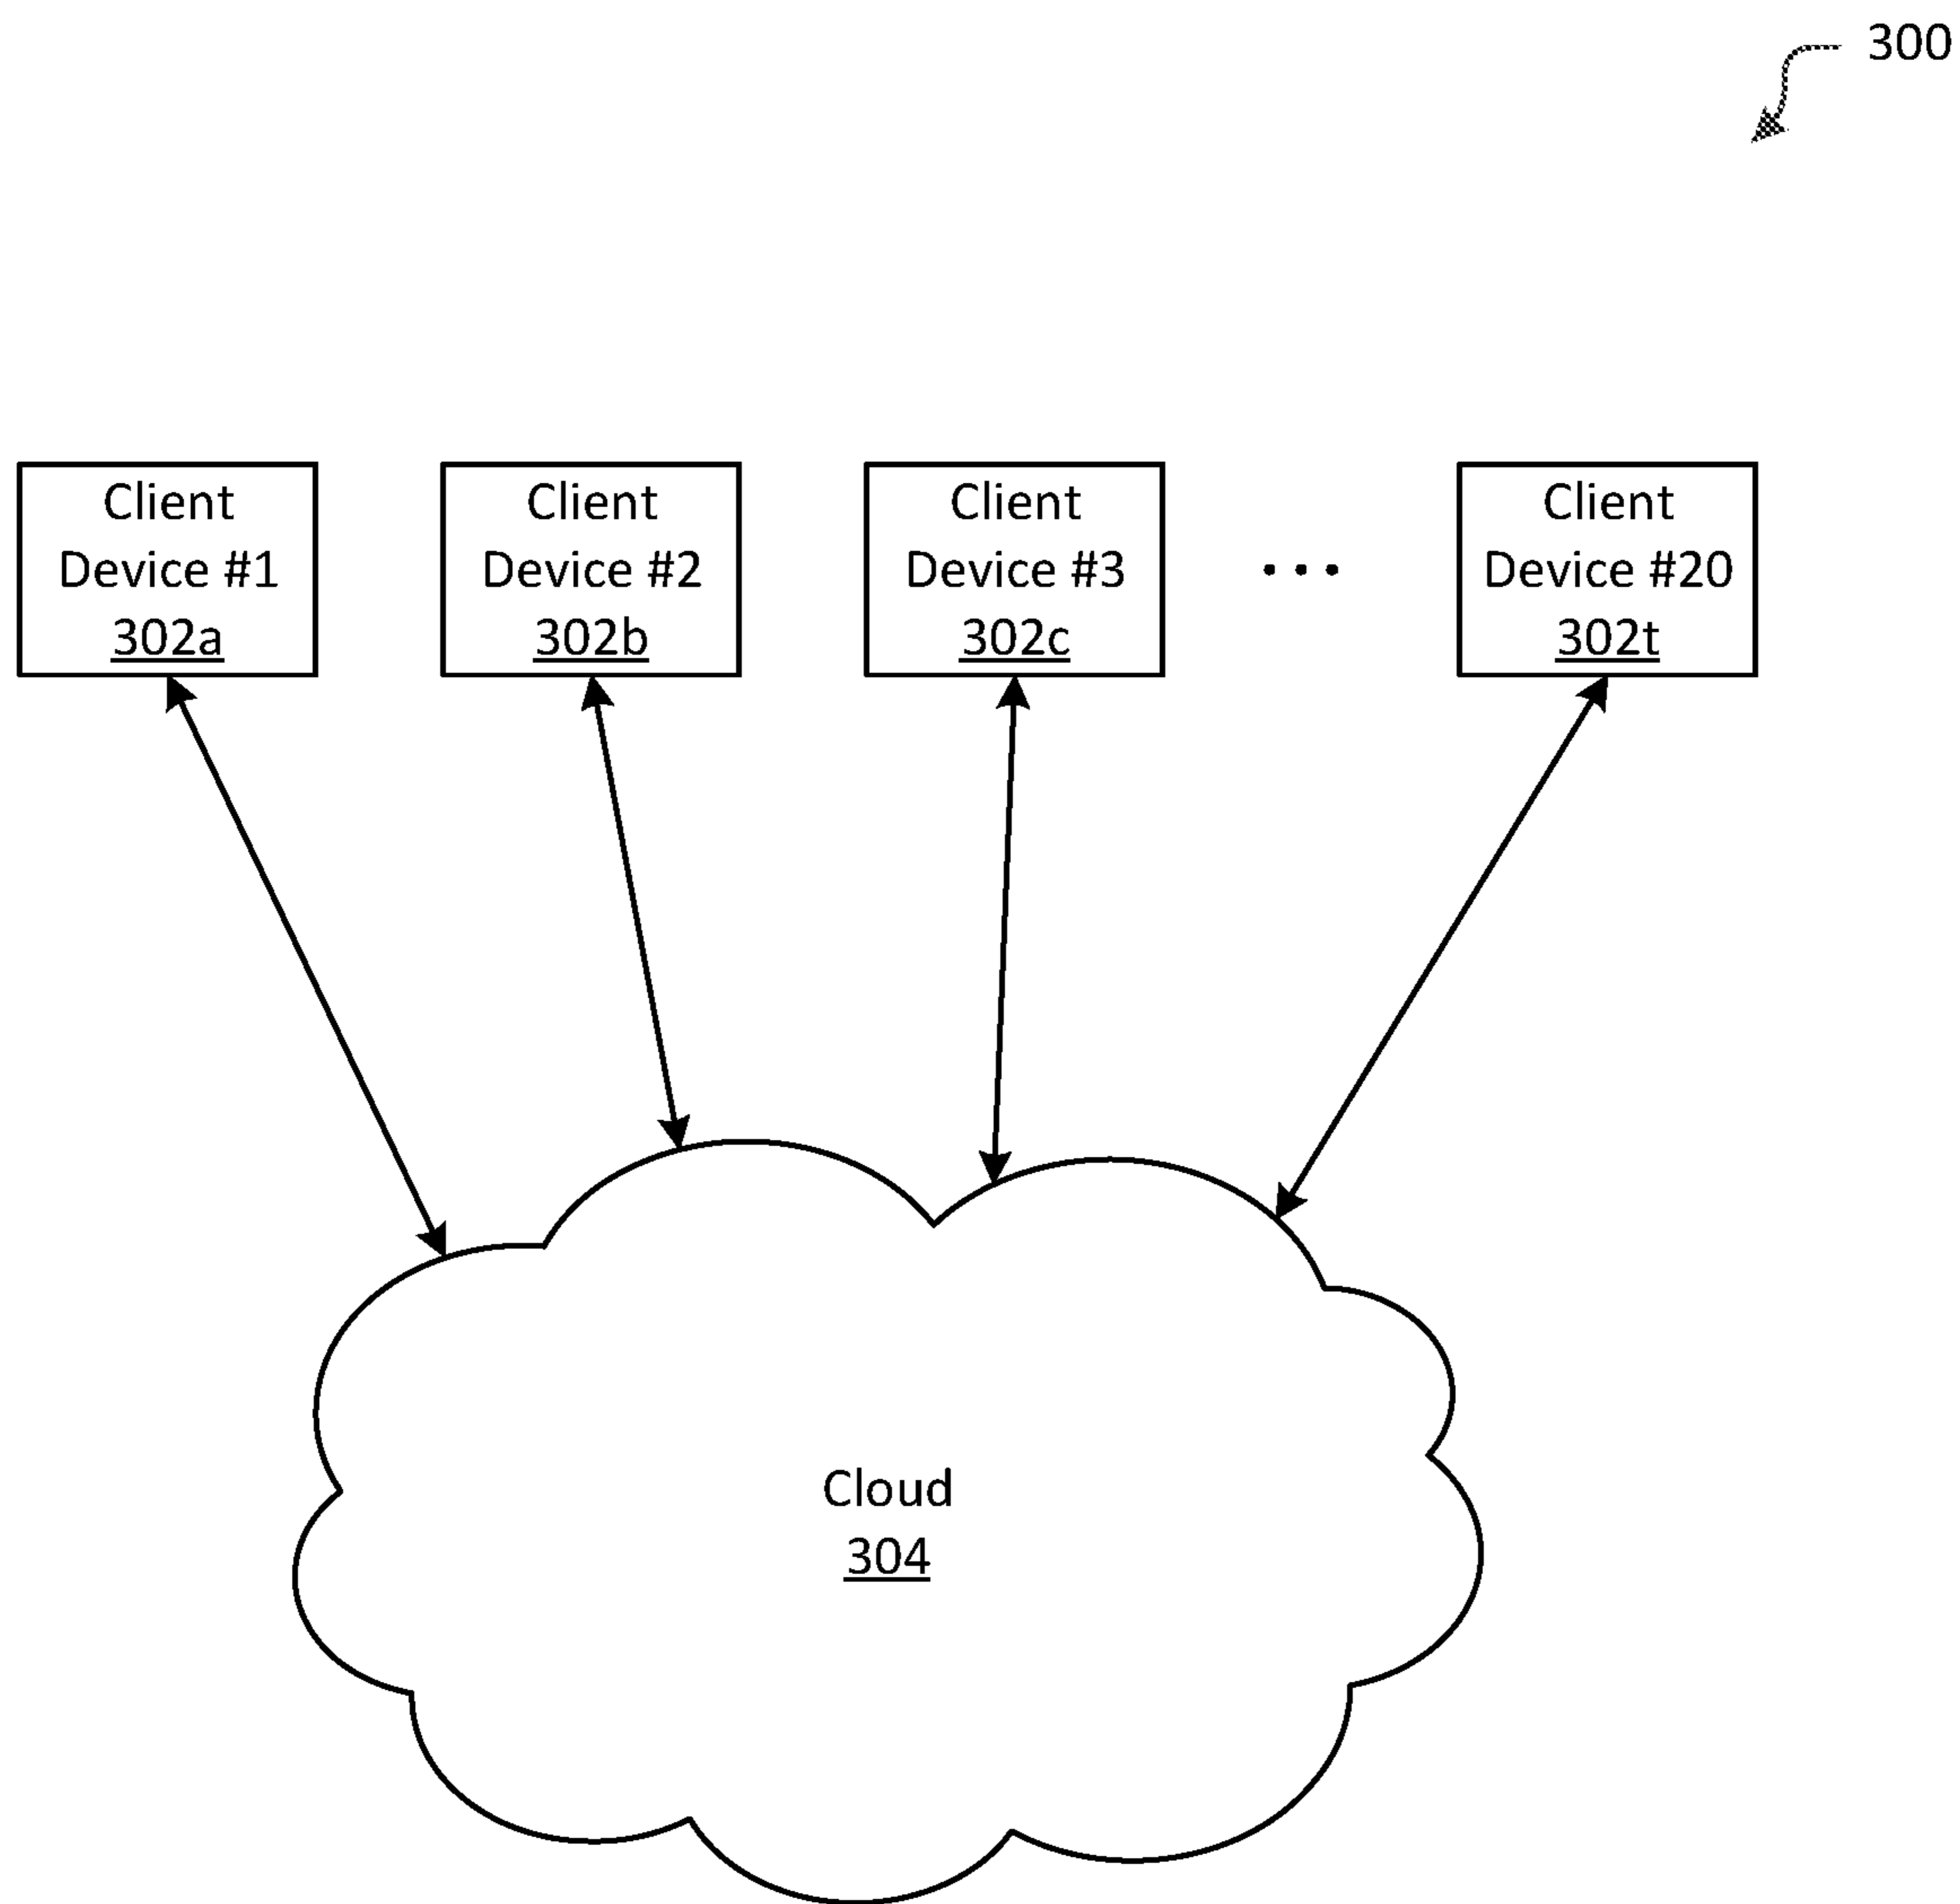 300
Client
Device #1
302a
Client
Device #2
302b
Client
Device #3
302c
...
Client
Device #20
302t
Cloud
304